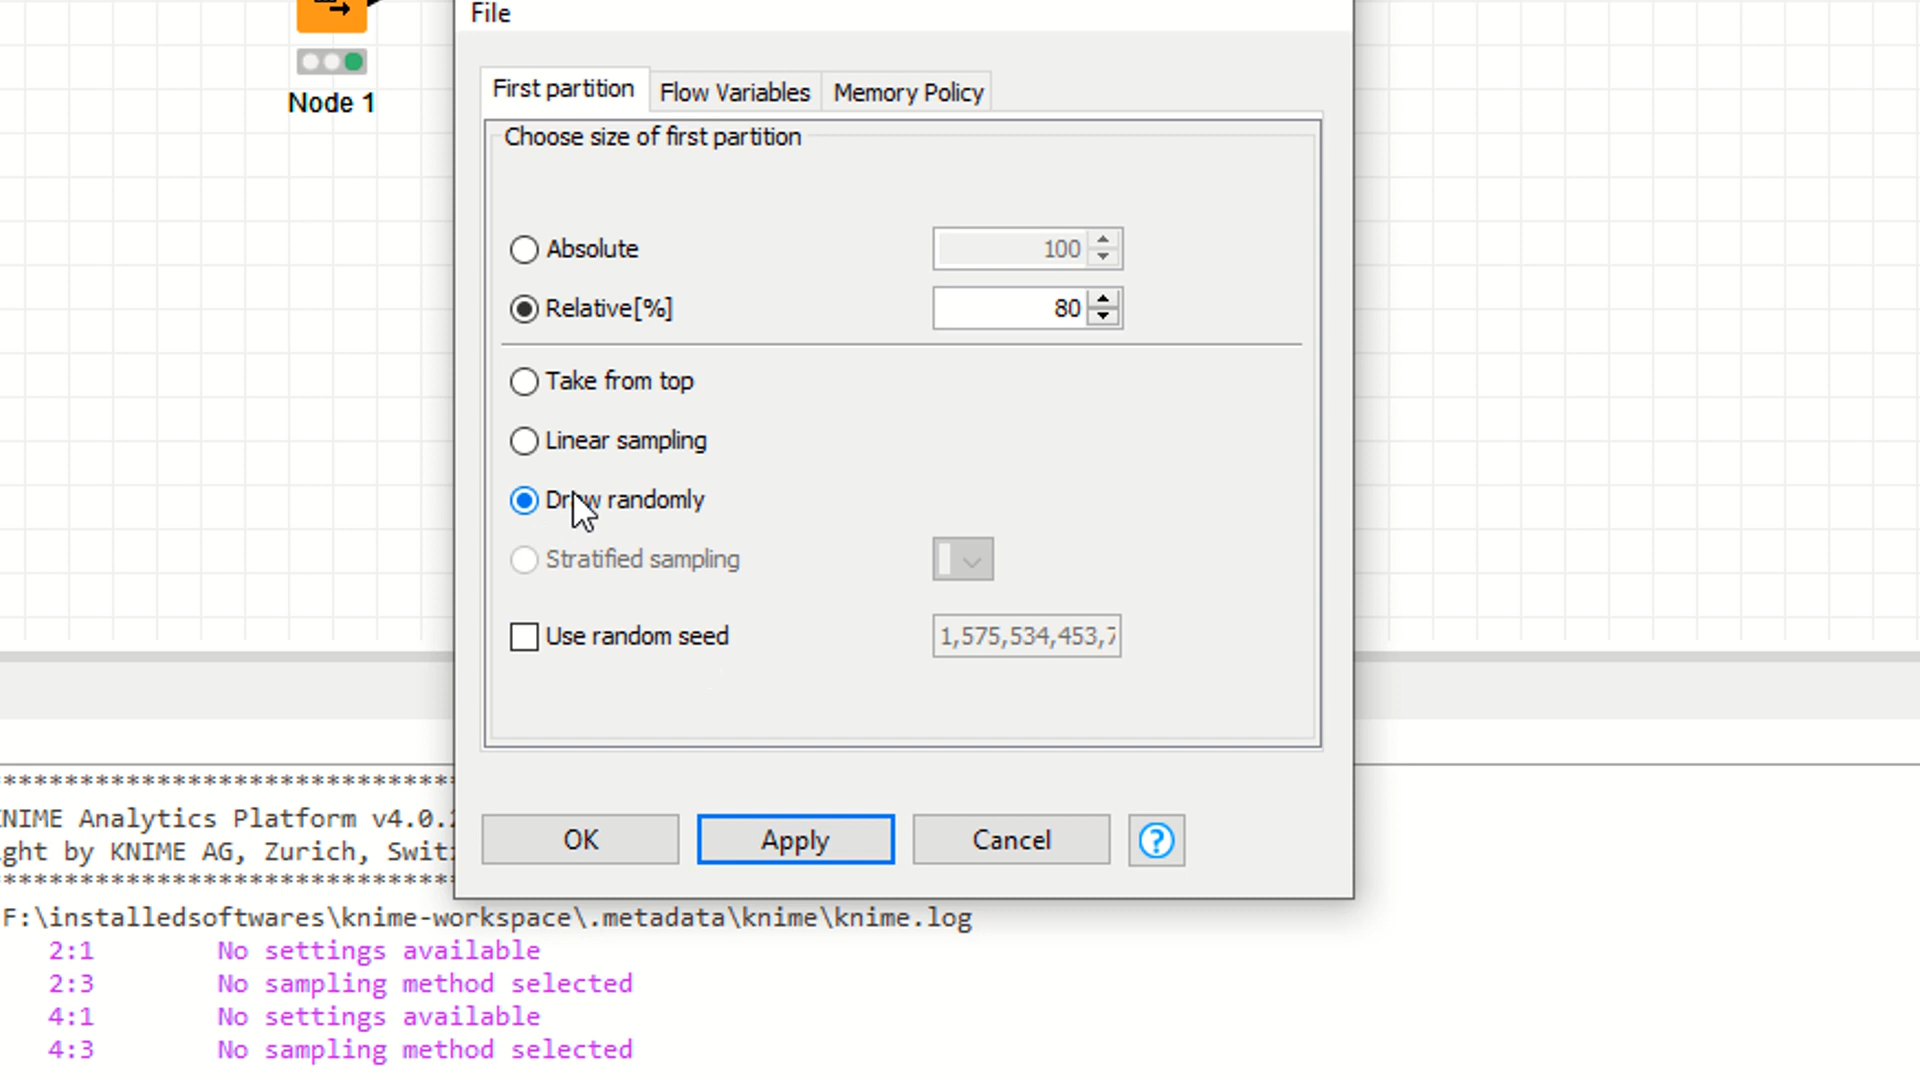 File
Node 1
First partition Flow Variables Memory Policy
Choose size of first partition
Absolute 100
Relative[%] 80
Take from top
Linear sampling
Draw randomly
Stratified sampling
Use random seed 1,575,534,453,7
********************************
KNIME Analytics Platform v4.0.2
ght by KNIME AG, Zurich, Swit
********************************
OK Apply Cancel ?
F:\installedsoftwares\knime-workspace\.metadata\knime\knime.log
2:1 No settings available
2:3 No sampling method selected
4:1 No settings available
4:3 No sampling method selected